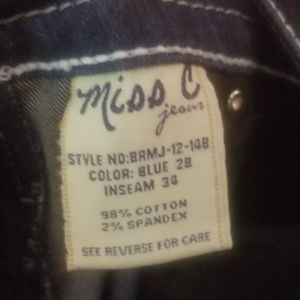 Miss C
jeans
STYLE NO:BRMJ-12-14B
COLOR: BLUE 28
INSEAM 34
98% COTTON
2% SPANDEX
SEE REVERSE FOR CARE